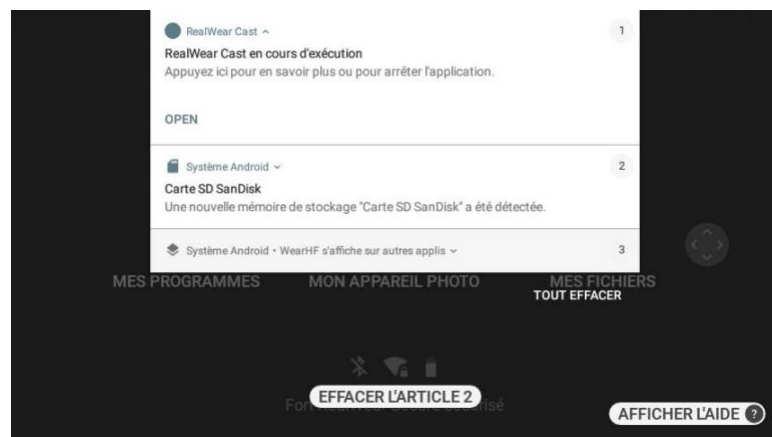 RealWear Cast
1
RealWear Cast en cours d'exécution
Appuyez ici pour en savoir plus ou pour arrêter l'application.
OPEN
Système Android
2
Carte SD SanDisk
Une nouvelle mémoire de stockage "Carte SD SanDisk" a été détectée.
Système Android • WearHF s'affiche sur autres applis
3
MES PROGRAMMES MON APPAREIL PHOTO MES FICHIERS
TOUT EFFACER
EFFACER L'ARTICLE 2
AFFICHER L'AIDE ?